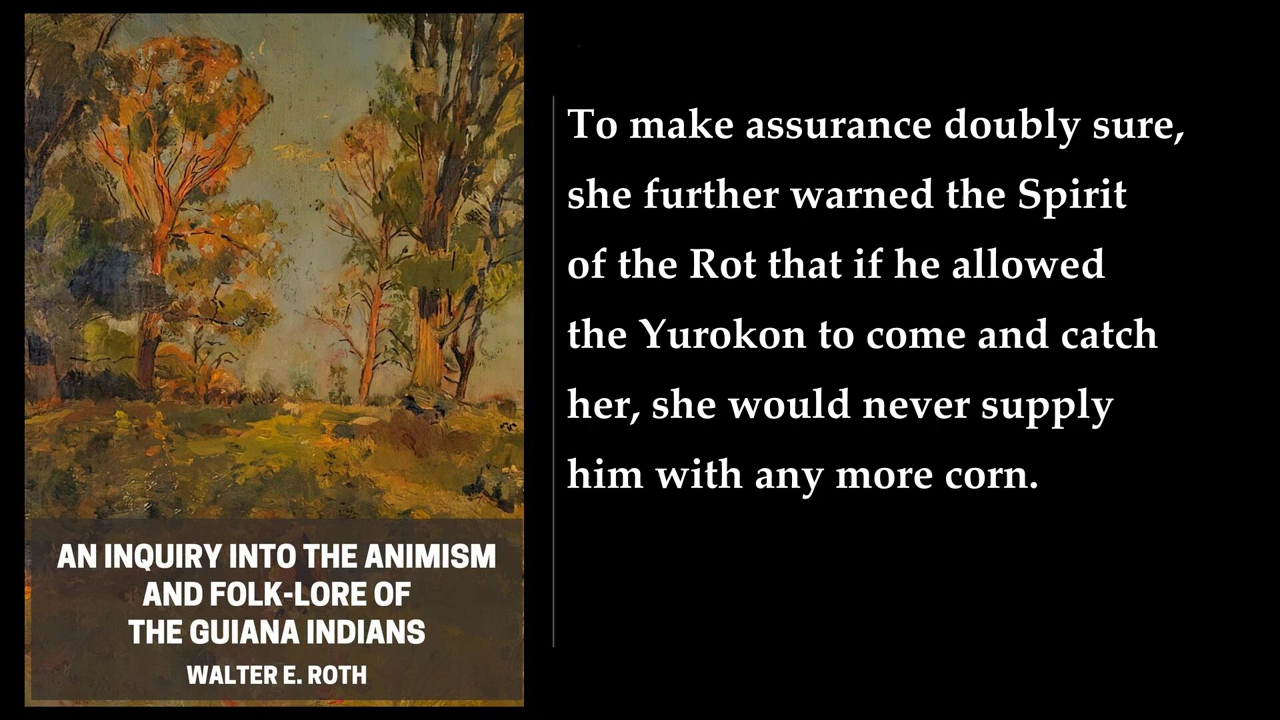 To make assurance doubly sure,
she further warned the Spirit
of the Rot that if he allowed
the Yurokon to come and catch
her, she would never supply
him with any more corn.
AN INQUIRY INTO THE ANIMISM
AND FOLK-LORE OF
THE GUIANA INDIANS
WALTER E. ROTH